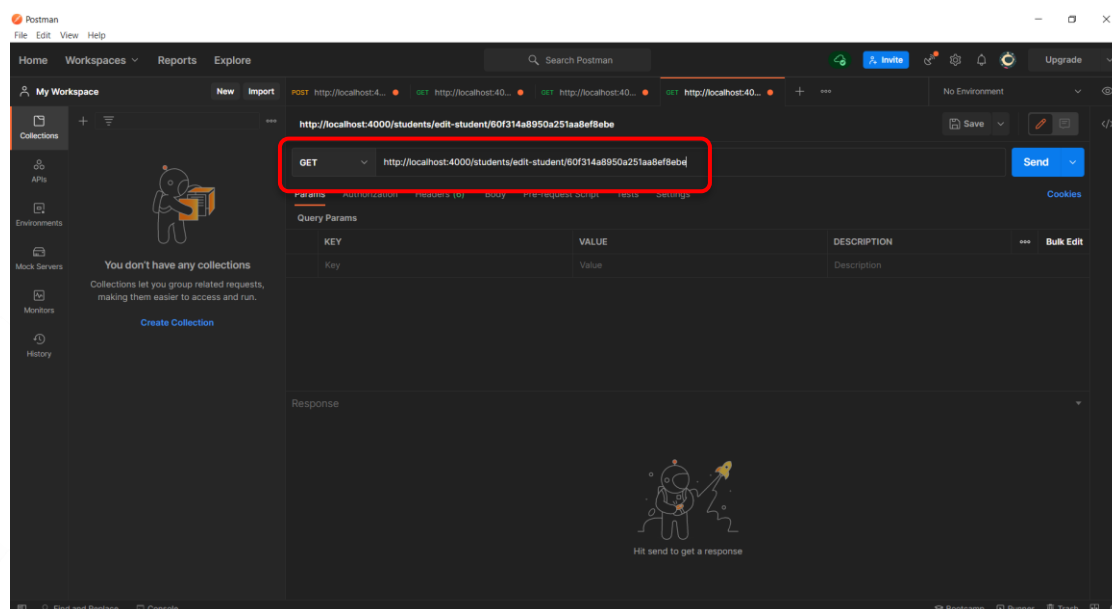 Postman
File Edit View Help
Home Workspaces Reports Explore Search Postman Invite Upgrade
My Workspace New Import POST http://localhost:4... GET http://localhost:40... GET http://localhost:40... GET http://localhost:40... No Environment
Collections
http://localhost:4000/students/edit-student/60f314a8950a251aa8ef8ebe Save
GET http://localhost:4000/students/edit-student/60f314a8950a251aa8ef8ebe Send
APIs
Params Authorization Headers (6) Body Pre-request Script Tests Settings Cookies
Environments
Query Params
KEY VALUE DESCRIPTION Bulk Edit
Key Value Description
Mock Servers
You don't have any collections
Collections let you group related requests,
making them easier to access and run.
Monitors
Create Collection
History
Response
Hit send to get a response
Find and Replace Console Bootcamp Runner Trash